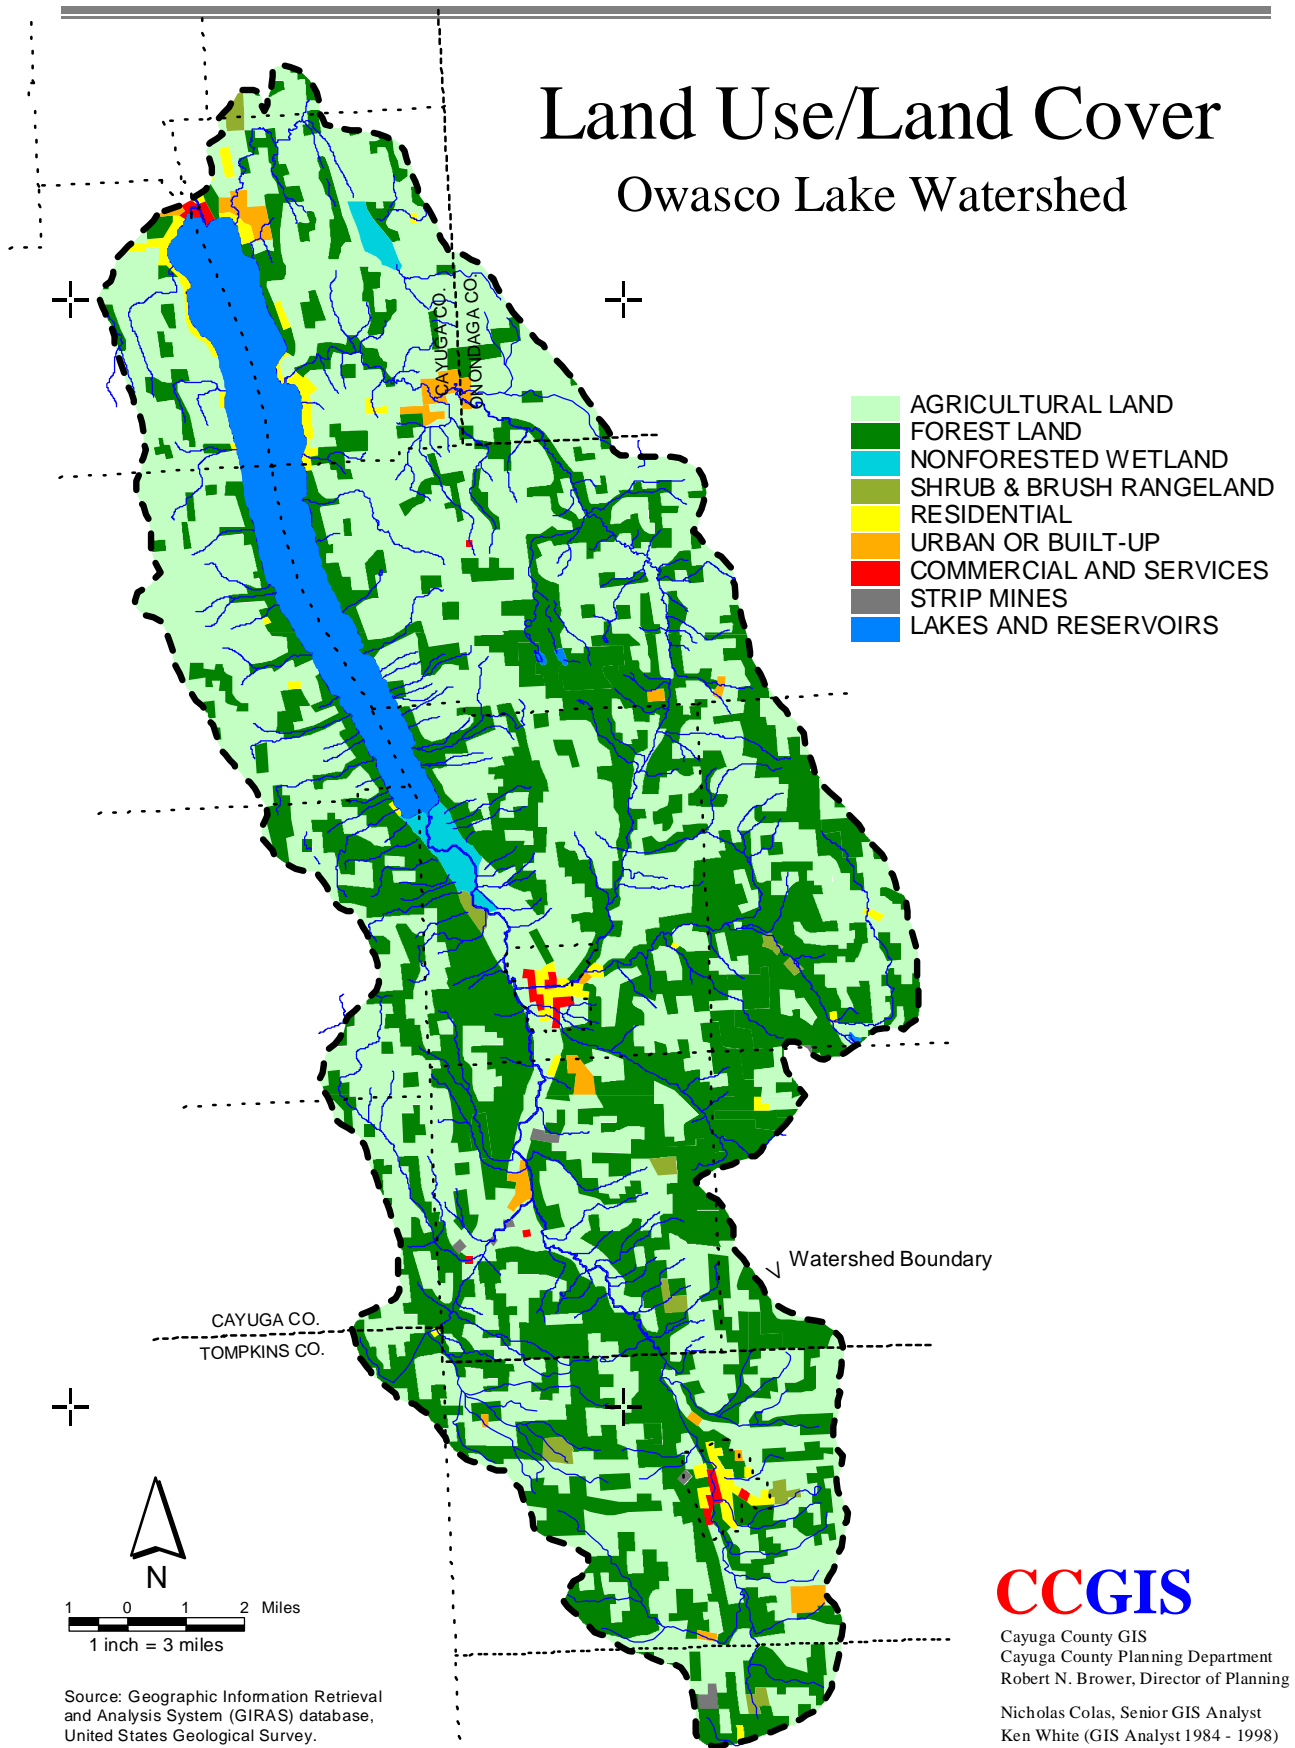 Land Use/Land Cover
Owasco Lake Watershed
CAYUGA CO.
ONONDAGA CO.
AGRICULTURAL LAND
FOREST LAND
NONFORESTED WETLAND
SHRUB & BRUSH RANGELAND
RESIDENTIAL
URBAN OR BUILT-UP
COMMERCIAL AND SERVICES
STRIP MINES
LAKES AND RESERVOIRS
Watershed Boundary
CAYUGA CO.
TOMPKINS CO.
N
1 0 1 2 Miles
1 inch = 3 miles
Source: Geographic Information Retrieval
and Analysis System (GIRAS) database,
United States Geological Survey.
CCGIS
Cayuga County GIS
Cayuga County Planning Department
Robert N. Brower, Director of Planning
Nicholas Colas, Senior GIS Analyst
Ken White (GIS Analyst 1984 - 1998)